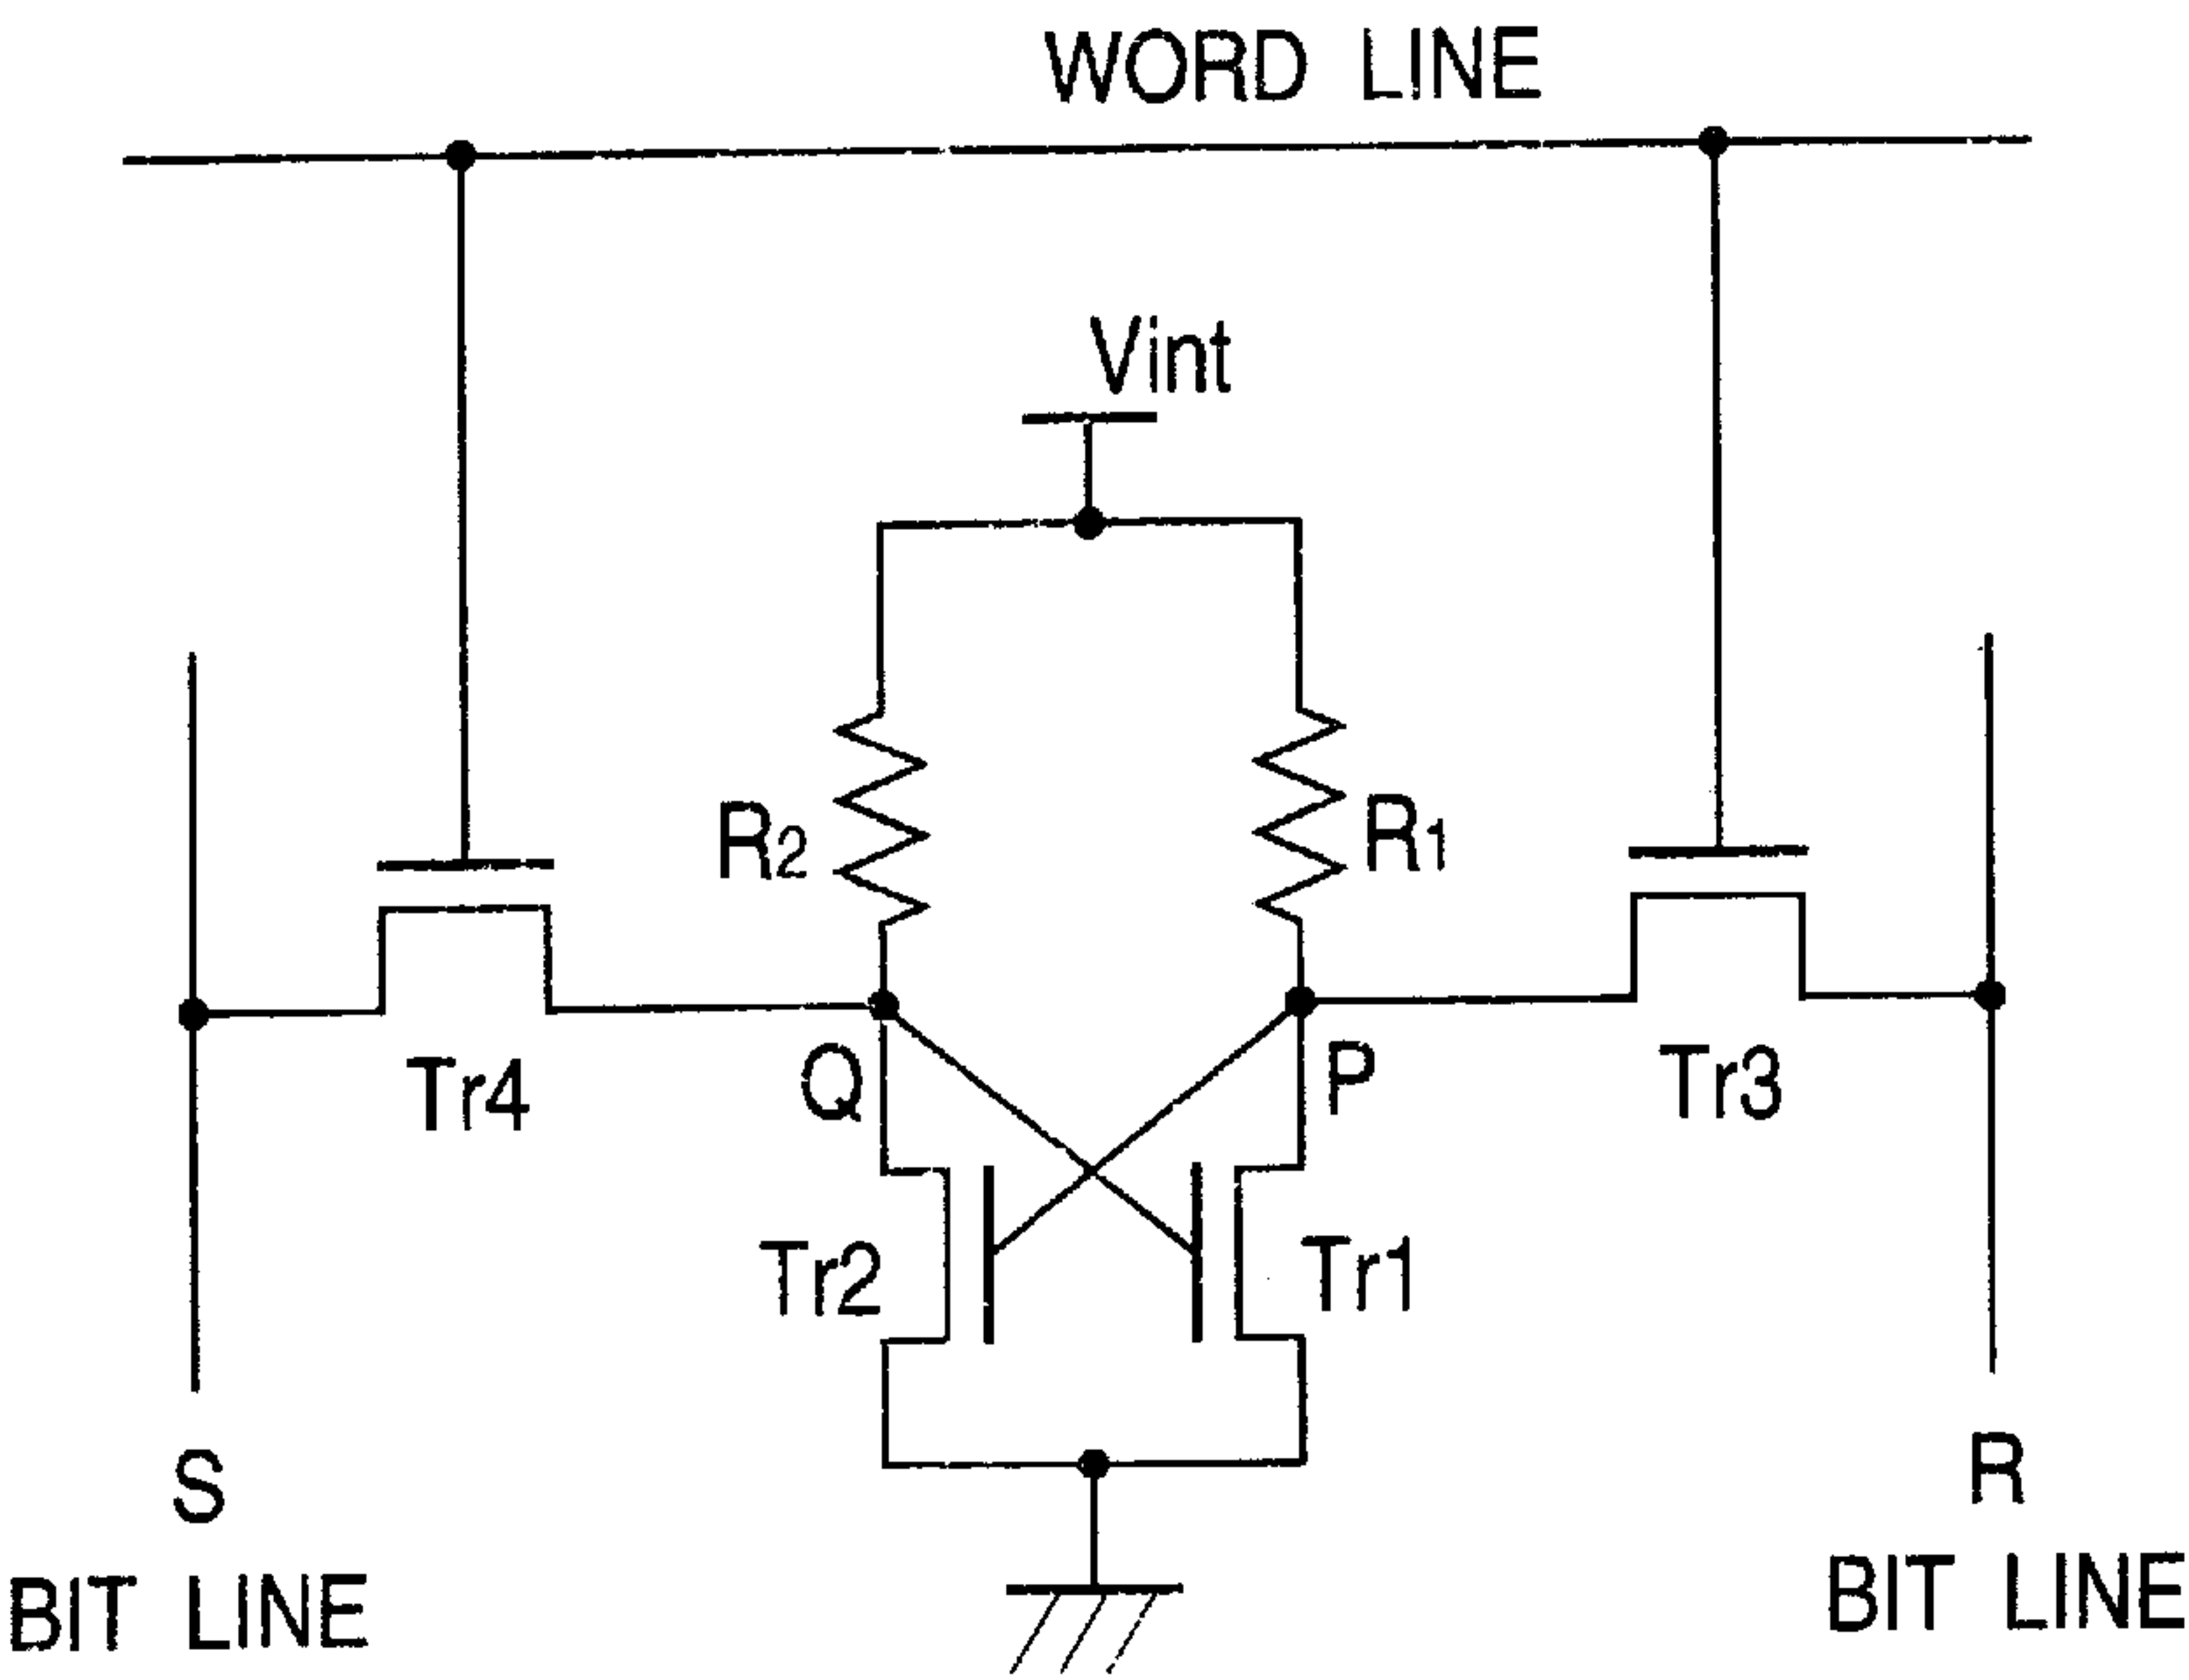 WORD LINE
Vint
R2
R1
Tr4
Q
P
Tr3
Tr2
Tr1
S
R
BIT LINE
BIT LINE